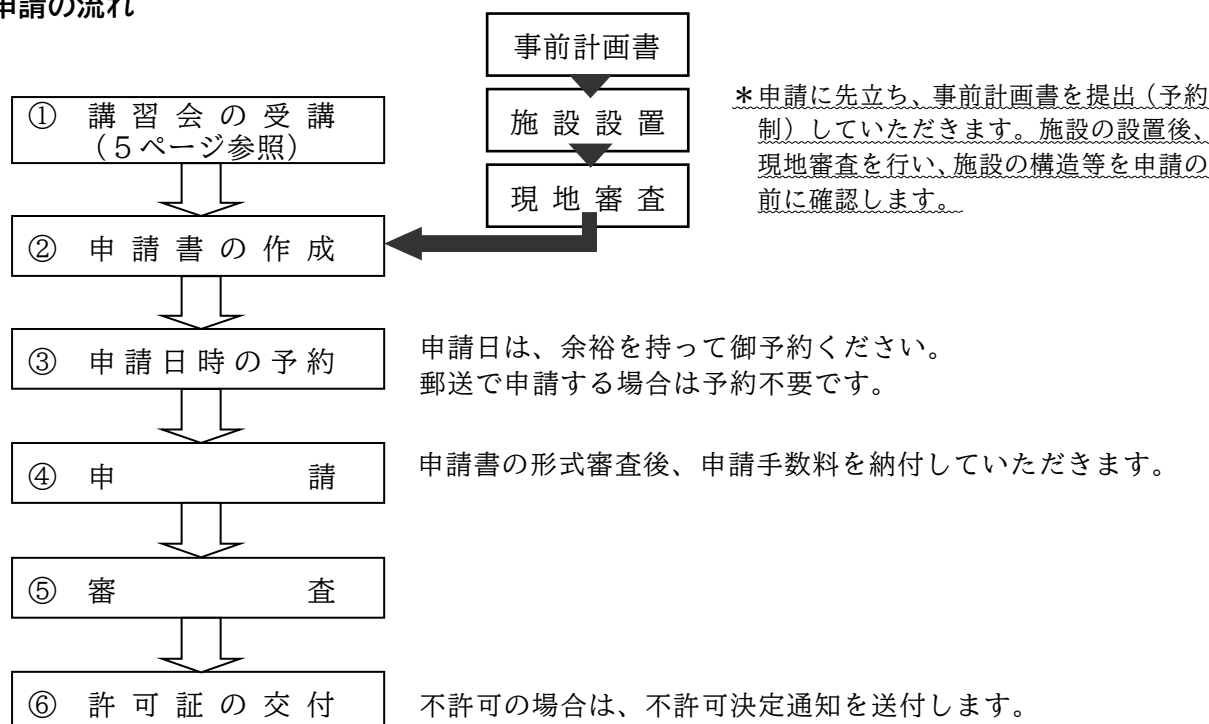 申請の流れ
事前計画書
施設設置
現地審査
＊申請に先立ち、事前計画書を提出（予約
制）していただきます。施設の設置後、
現地審査を行い、施設の構造等を申請の
前に確認します。
① 講習会の受講
（５ページ参照）
② 申請書の作成
③ 申請日時の予約
申請日は、余裕を持って御予約ください。
郵送で申請する場合は予約不要です。
④ 申請
申請書の形式審査後、申請手数料を納付していただきます。
⑤ 審査
⑥ 許可証の交付
不許可の場合は、不許可決定通知を送付します。